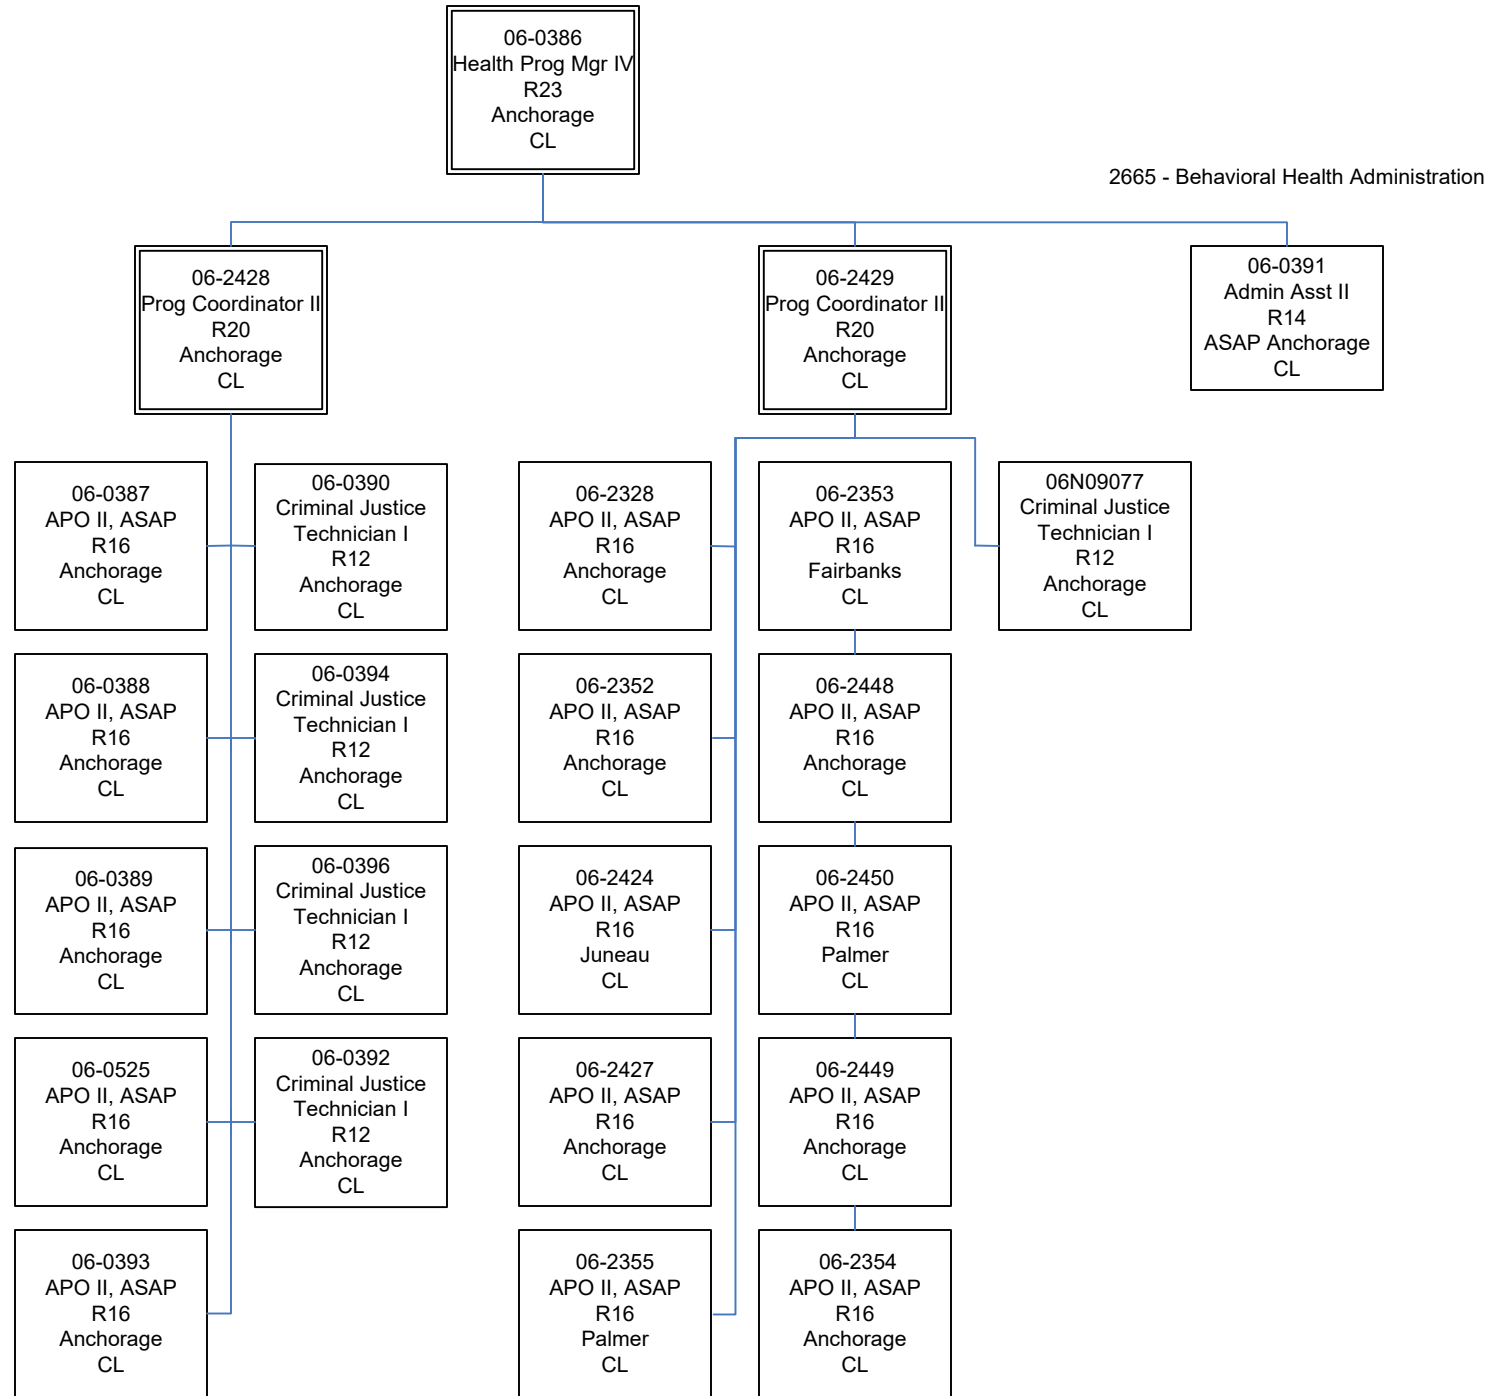 06-0386
Health Prog Mgr IV
R23
Anchorage
CL
2665 - Behavioral Health Administration
06-2428
Prog Coordinator II
R20
Anchorage
CL
06-2429
Prog Coordinator II
R20
Anchorage
CL
06-0391
Admin Asst II
R14
ASAP Anchorage
CL
06-0387
APO II, ASAP
R16
Anchorage
CL
06-0390
Criminal Justice
Technician I
R12
Anchorage
CL
06-2328
APO II, ASAP
R16
Anchorage
CL
06-2353
APO II, ASAP
R16
Fairbanks
CL
06N09077
Criminal Justice
Technician I
R12
Anchorage
CL
06-0388
APO II, ASAP
R16
Anchorage
CL
06-0394
Criminal Justice
Technician I
R12
Anchorage
CL
06-2352
APO II, ASAP
R16
Anchorage
CL
06-2448
APO II, ASAP
R16
Anchorage
CL
06-0389
APO II, ASAP
R16
Anchorage
CL
06-0396
Criminal Justice
Technician I
R12
Anchorage
CL
06-2424
APO II, ASAP
R16
Juneau
CL
06-2450
APO II, ASAP
R16
Palmer
CL
06-0525
APO II, ASAP
R16
Anchorage
CL
06-0392
Criminal Justice
Technician I
R12
Anchorage
CL
06-2427
APO II, ASAP
R16
Anchorage
CL
06-2449
APO II, ASAP
R16
Anchorage
CL
06-0393
APO II, ASAP
R16
Anchorage
CL
06-2355
APO II, ASAP
R16
Palmer
CL
06-2354
APO II, ASAP
R16
Anchorage
CL